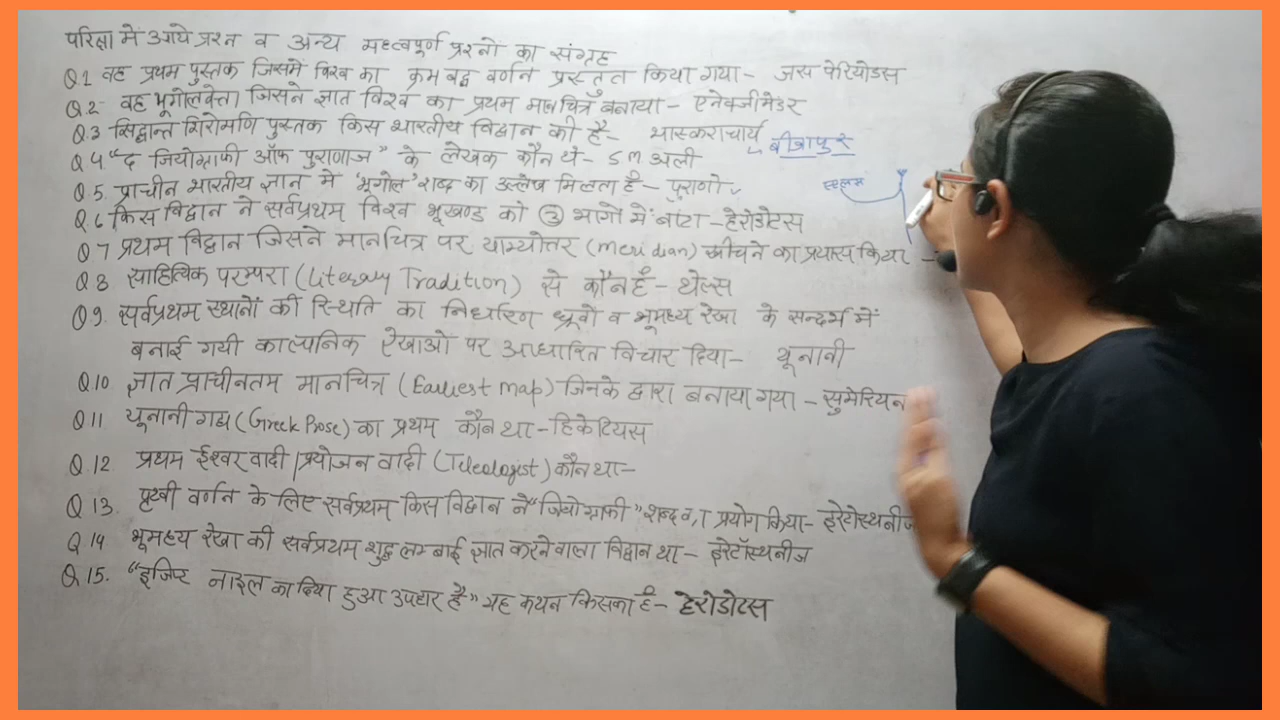 परिक्षा में आये प्रश्न व अन्य महत्वपूर्ण प्रश्नो का संग्रह
Q.1 वह प्रथम पुस्तक जिसमें विश्व का क्रमबद्ध वर्णन प्रस्तुत किया गया - जस पेरियोडस
Q.2 - वह भूगोलवेत्ता जिसने ज्ञात विश्व का प्रथम मानचित्र बनाया - एनेक्जीमेंडर
Q.3 सिद्धान्त शिरोमणि पुस्तक किस भारतीय विद्वान की है - भास्कराचार्य
बीजापुर
Q 4 "द जियोग्राफी ऑफ पुराणाज" के लेखक कौन थे - S m अली
Q 5. प्राचीन भारतीय ज्ञान में 'भूगोल' शब्द का उल्लेख मिलता है - पुराणो
Q.6 किस विद्वान ने सर्वप्रथम विश्व भूखण्ड को ③ भागों में बांटा - हेरोडोटस
Q 7 प्रथम विद्वान जिसने मानचित्र पर याम्योत्तर (Meridian) खींचने का प्रयास किया -
Q 8 साहित्यिक परम्परा (Literary Tradition) से कौन है - थेल्स
Q 9. सर्वप्रथम स्थानों की स्थिति का निर्धारण ध्रूवो व भूमध्य रेखा के सन्दर्भ में
बनाई गयी काल्पनिक रेखाओ पर आधारित विचार दिया - यूनानी
Q 10. ज्ञात प्राचीनतम मानचित्र (Earliest map) जिनके द्वारा बनाया गया - सुमेरियन
Q 11 यूनानी गद्य (Greek Prose) का प्रथम कौन था - हिकेटियस
Q.12. प्रथम ईश्वर वादी / प्रयोजन वादी (Teleologist) कौन था -
Q 13. पृथ्वी वर्णन के लिए सर्वप्रथम किस विद्वान ने "जियोग्राफी" शब्द का प्रयोग किया - इरेटोस्थनीज
Q 14 भूमध्य रेखा की सर्वप्रथम शुद्ध लम्बाई ज्ञात करने वाला विद्वान था - इरेटॉस्थनीज
Q.15. "इजिप्ट नाइल का दिया हुआ उपहार है" यह कथन किसका है - हेरोडोटस